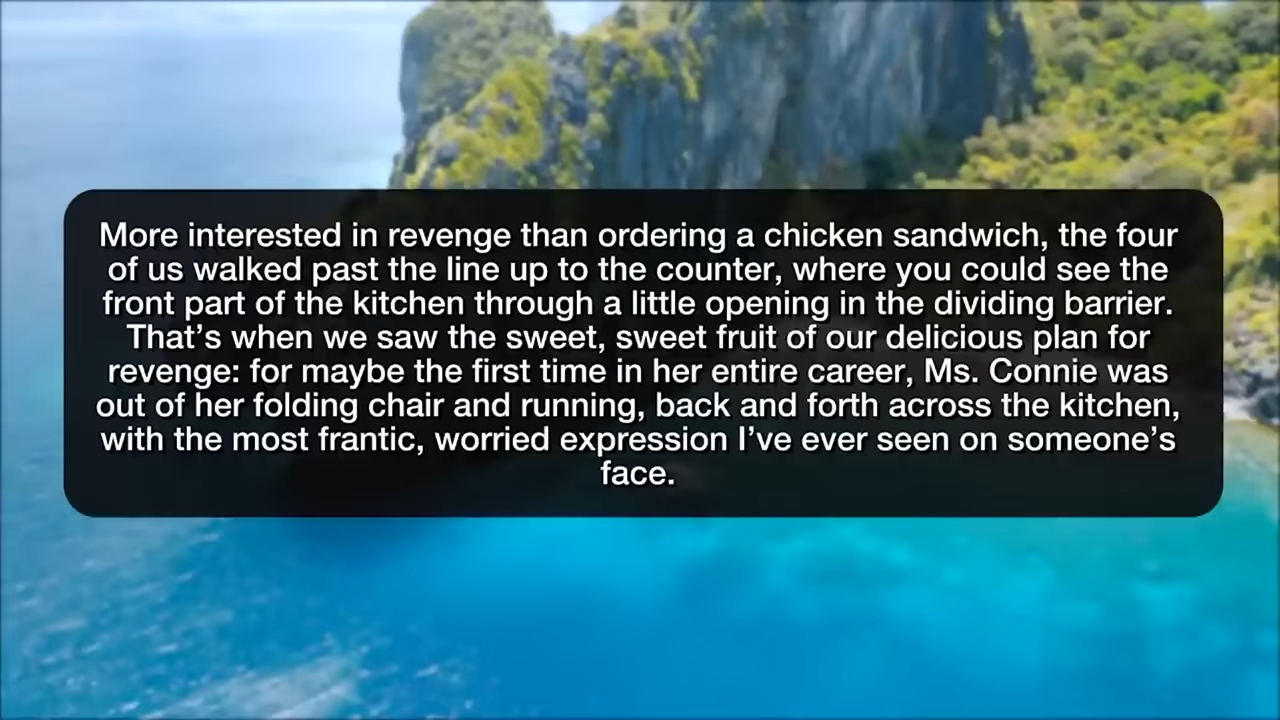 More interested in revenge than ordering a chicken sandwich, the four
of us walked past the line up to the counter, where you could see the
front part of the kitchen through a little opening in the dividing barrier.
That’s when we saw the sweet, sweet fruit of our delicious plan for
revenge: for maybe the first time in her entire career, Ms. Connie was
out of her folding chair and running, back and forth across the kitchen,
with the most frantic, worried expression I’ve ever seen on someone’s
face.